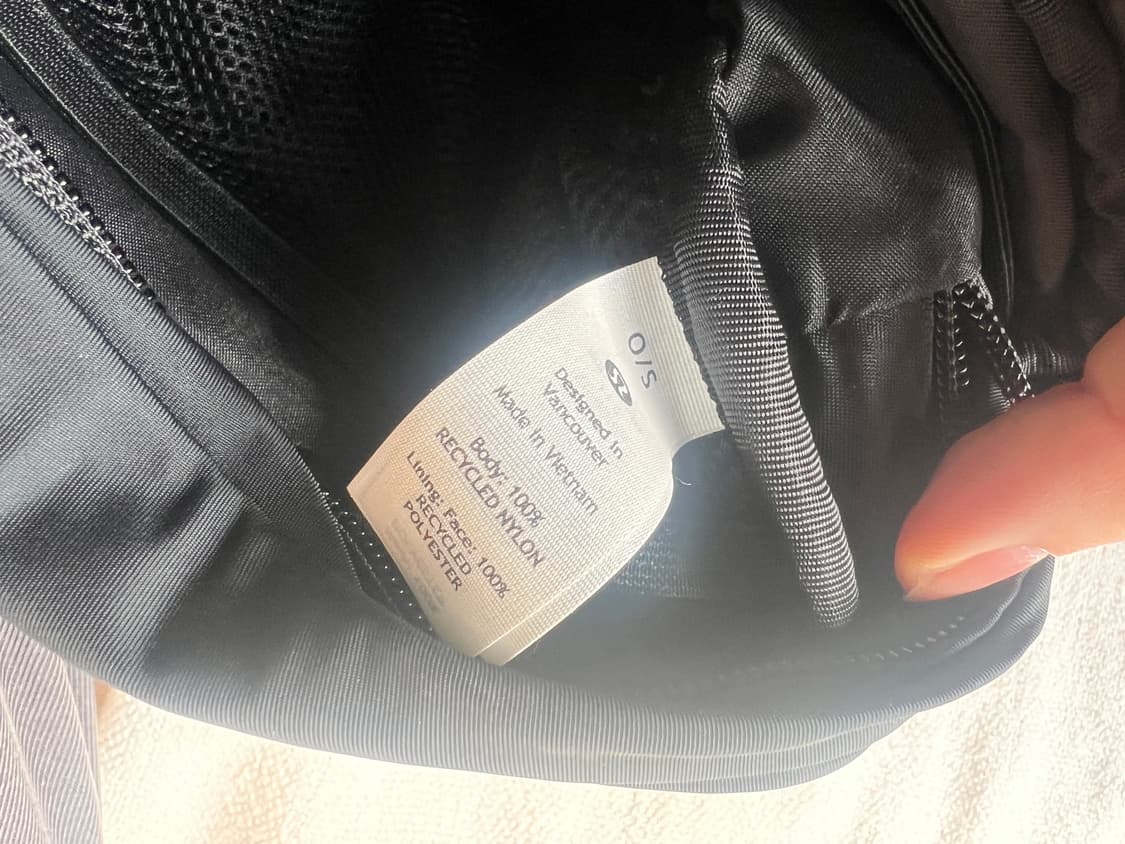 O/S
Designed in
Vancouver
Made in Vietnam
Body: 100%
RECYCLED NYLON
Lining: Face: 100%
RECYCLED
POLYESTER